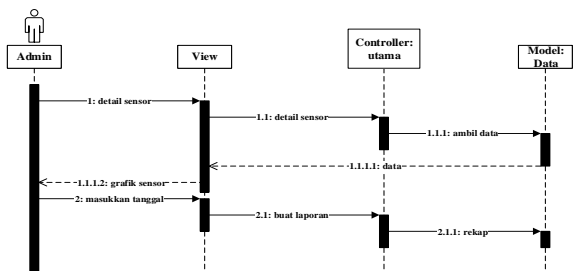 Admin
View
Controller:
utama
Model:
Data
1: detail sensor
1.1: detail sensor
1.1.1: ambil data
1.1.1.1: data
1.1.1.2: grafik sensor
2: masukkan tanggal
2.1: buat laporan
2.1.1: rekap